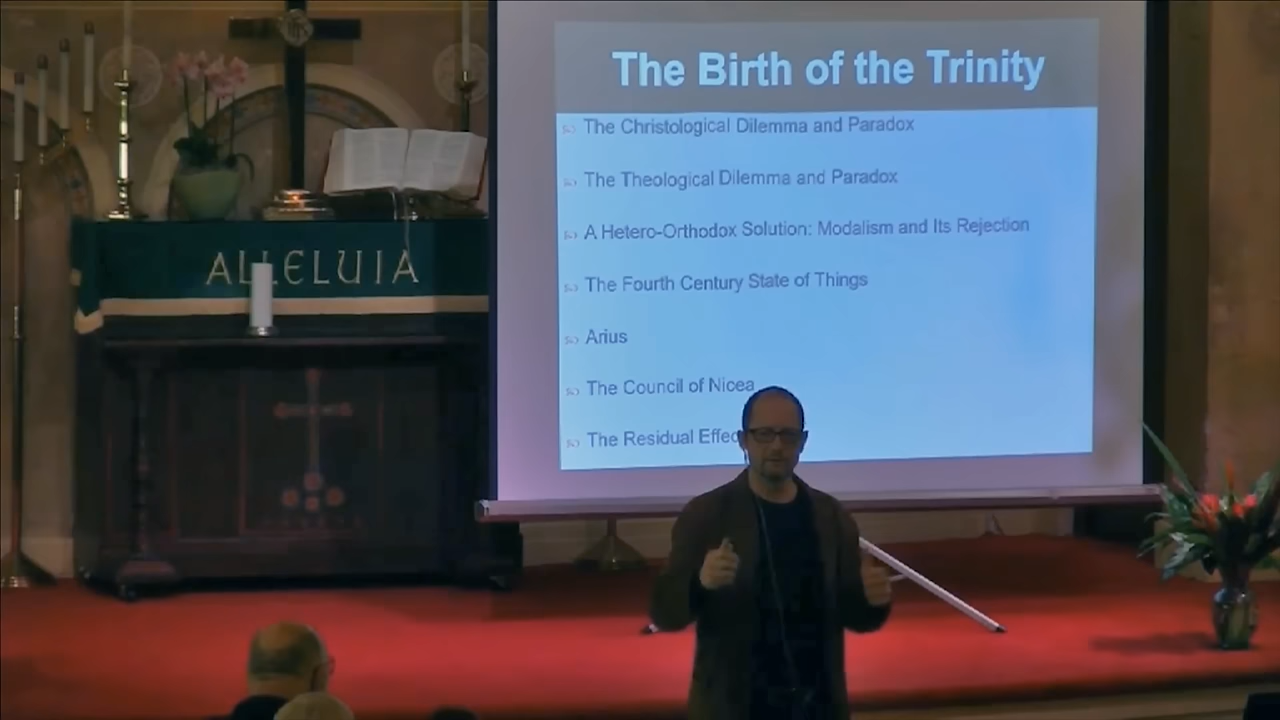 The Birth of the Trinity
The Christological Dilemma and Paradox
The Theological Dilemma and Paradox
A Hetero-Orthodox Solution: Modalism and Its Rejection
The Fourth Century State of Things
Arius
The Council of Nicea
The Residual
ALLELUIA
IHS